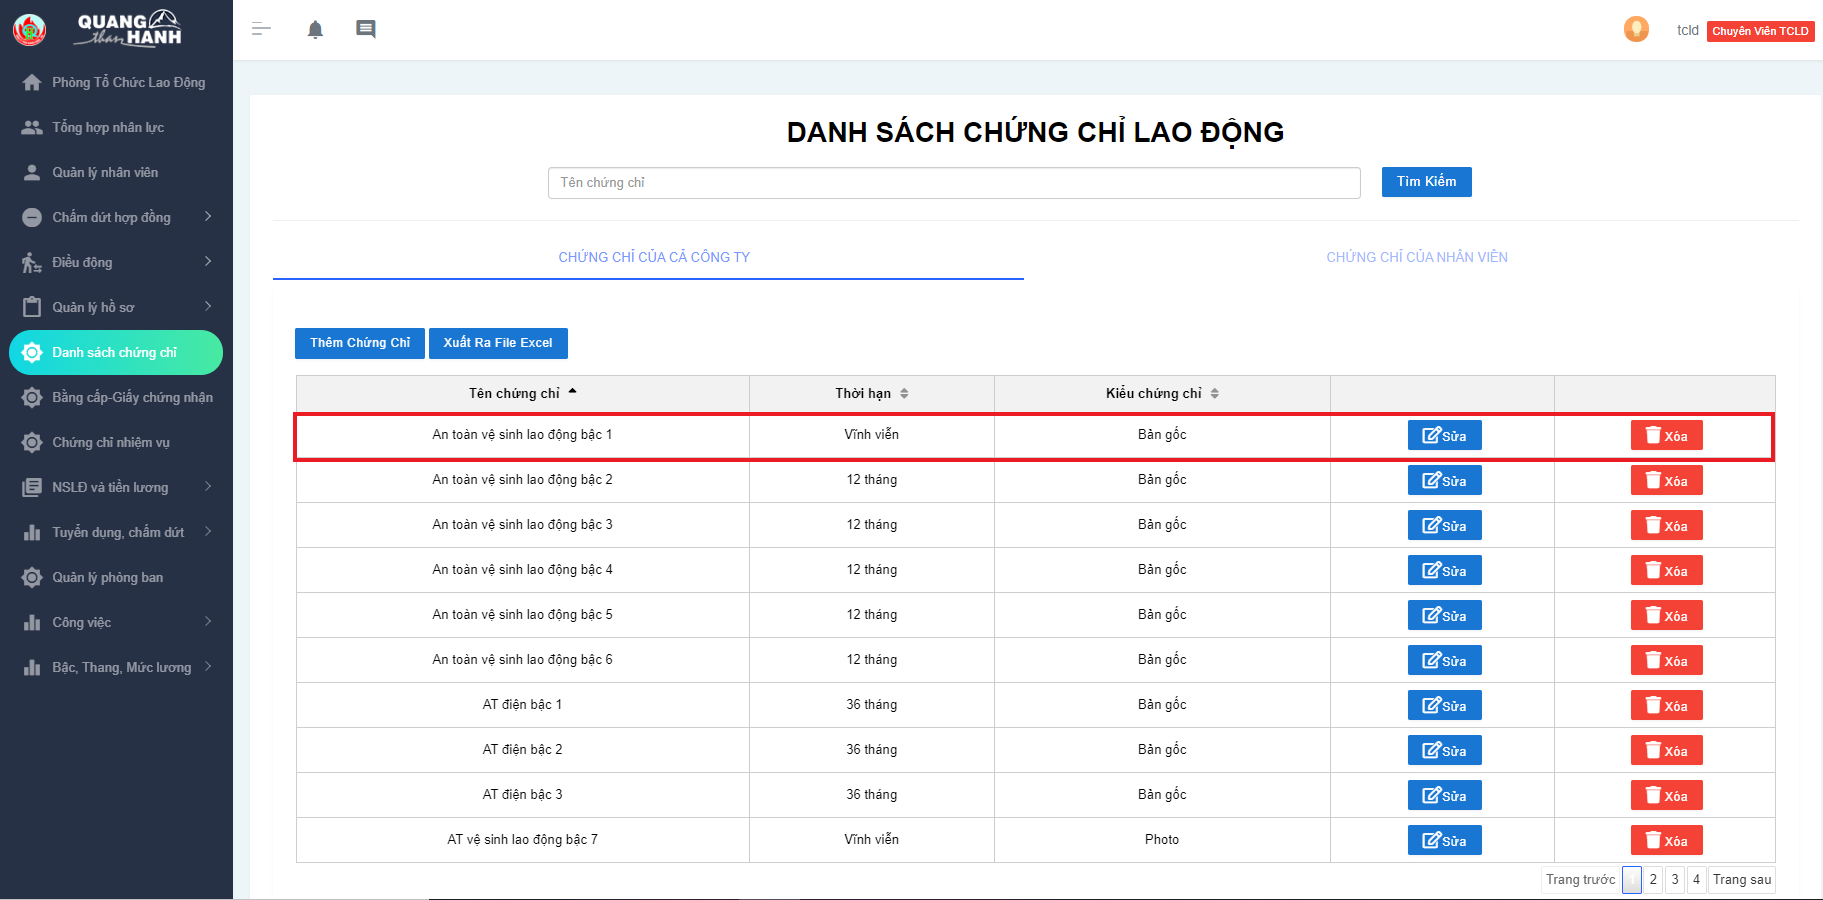 QUANG
than HANH
tcld Chuyên Viên TCLD
Phòng Tổ Chức Lao Động
Tổng hợp nhân lực
Quản lý nhân viên
Chấm dứt hợp đồng
Điều động
Quản lý hồ sơ
Danh sách chứng chỉ
Bằng cấp-Giấy chứng nhận
Chứng chỉ nhiệm vụ
NSLĐ và tiền lương
Tuyển dụng, chấm dứt
Quản lý phòng ban
Công việc
Bậc, Thang, Mức lương
DANH SÁCH CHỨNG CHỈ LAO ĐỘNG
Tên chứng chỉ Tìm Kiếm
CHỨNG CHỈ CỦA CẢ CÔNG TY CHỨNG CHỈ CỦA NHÂN VIÊN
Thêm Chứng Chỉ Xuất Ra File Excel
Tên chứng chỉ Thời hạn Kiểu chứng chỉ
An toàn vệ sinh lao động bậc 1 Vĩnh viễn Bản gốc Sửa Xóa
An toàn vệ sinh lao động bậc 2 12 tháng Bản gốc Sửa Xóa
An toàn vệ sinh lao động bậc 3 12 tháng Bản gốc Sửa Xóa
An toàn vệ sinh lao động bậc 4 12 tháng Bản gốc Sửa Xóa
An toàn vệ sinh lao động bậc 5 12 tháng Bản gốc Sửa Xóa
An toàn vệ sinh lao động bậc 6 12 tháng Bản gốc Sửa Xóa
AT điện bậc 1 36 tháng Bản gốc Sửa Xóa
AT điện bậc 2 36 tháng Bản gốc Sửa Xóa
AT điện bậc 3 36 tháng Bản gốc Sửa Xóa
AT vệ sinh lao động bậc 7 Vĩnh viễn Photo Sửa Xóa
Trang trước 1 2 3 4 Trang sau